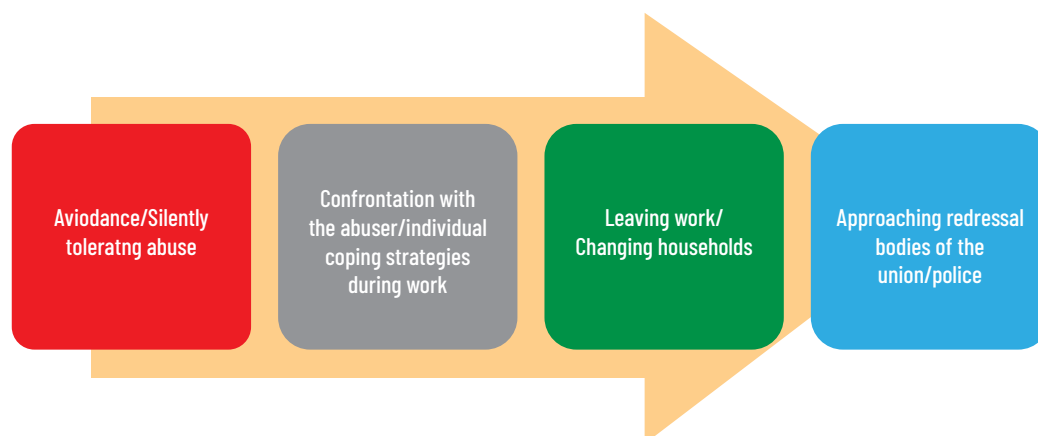 Aviodance/Silently
toleratng abuse
Confrontation with
the abuser/individual
coping strategies
during work
Leaving work/
Changing households
Approaching redressal
bodies of the
union/police